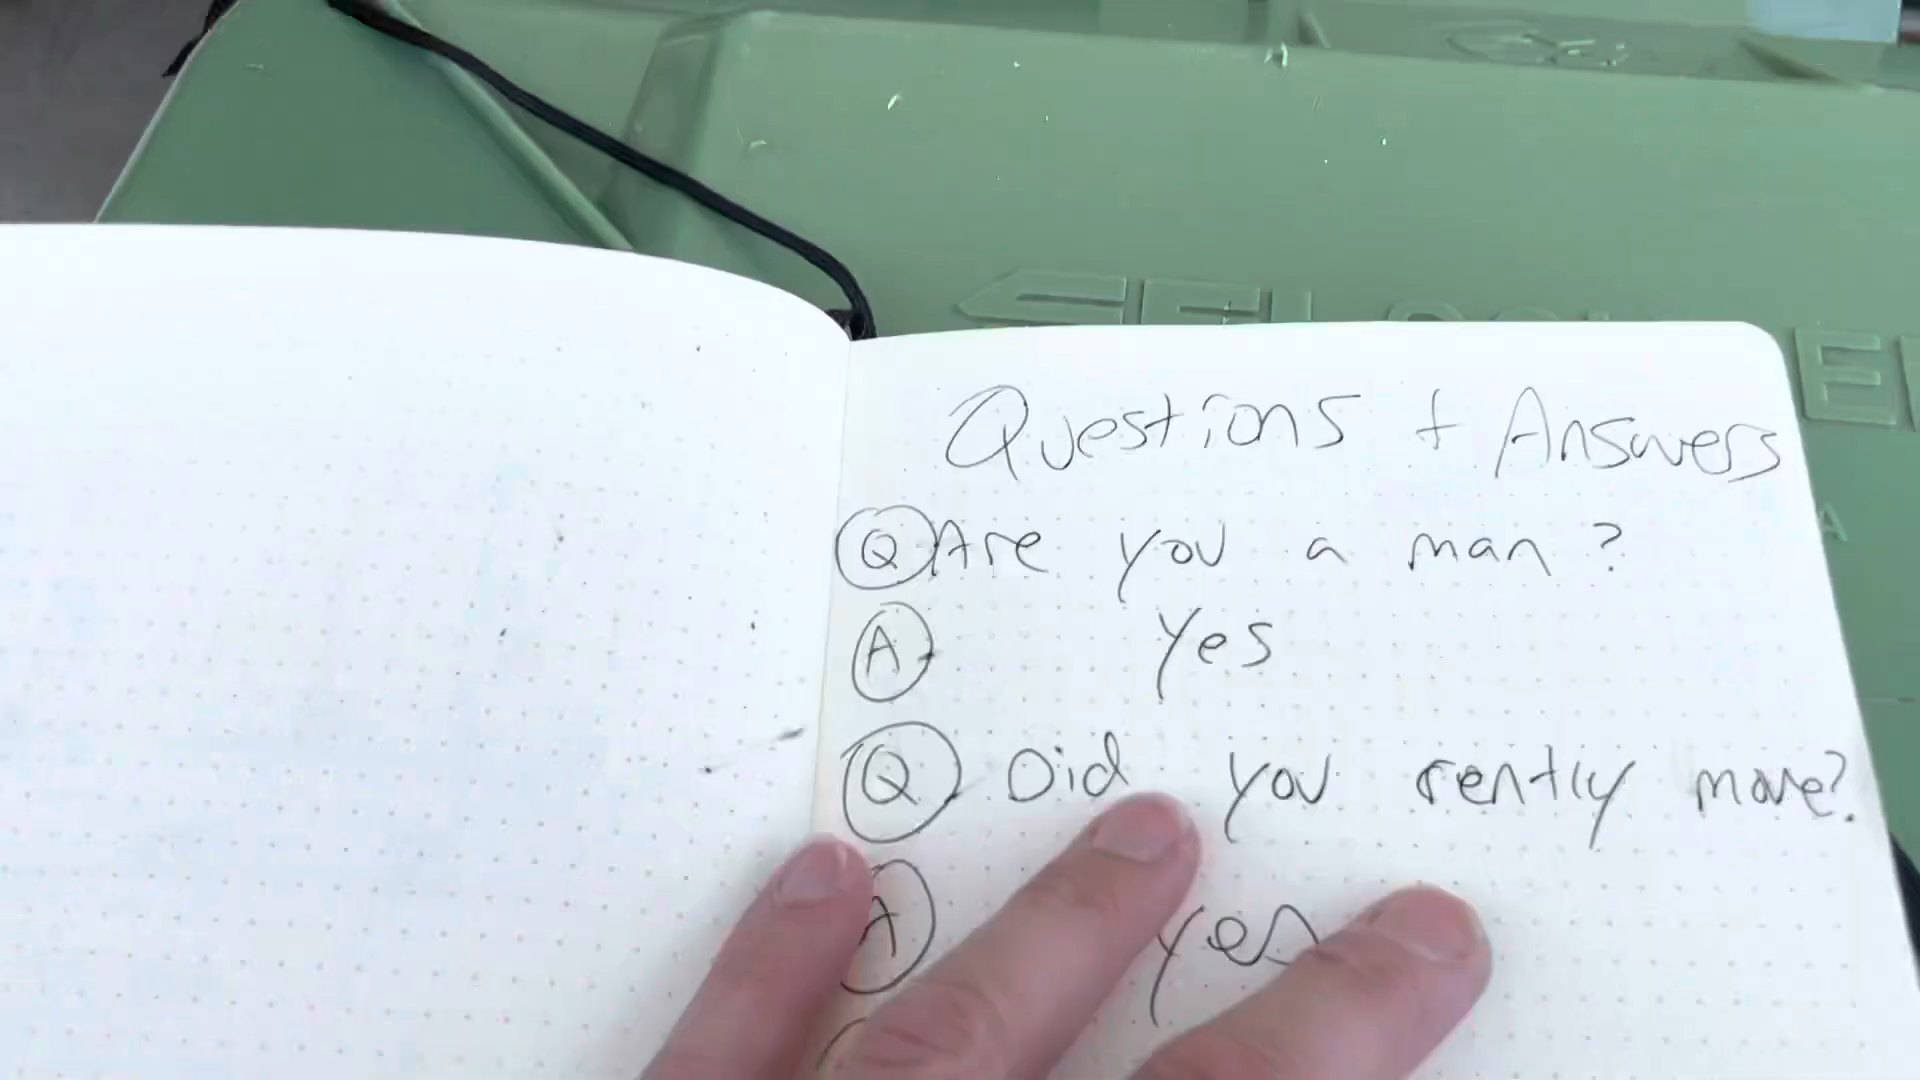 Questions + Answers
Q Are you a man?
A yes
Q Did you rently move?
A yes